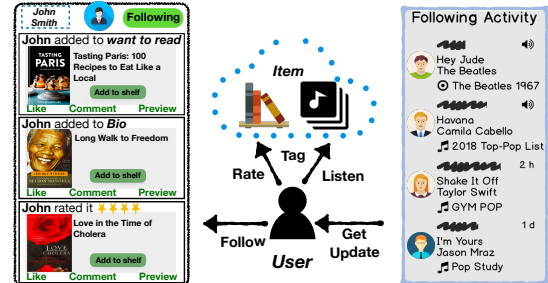 John
Smith
Following
John added to want to read
TASTING
PARIS
Tasting Paris: 100
Recipes to Eat Like a
Local
Add to shelf
Like Comment Preview
John added to Bio
Long Walk to Freedom
Add to shelf
Like Comment Preview
John rated it
LOVE
CHOLERA
Love in the Time of
Cholera
Add to shelf
Like Comment Preview
Item
Tag
Rate
Listen
Follow
Get
Update
User
Following Activity
Hey Jude
The Beatles
The Beatles 1967
Havana
Camila Cabello
2018 Top-Pop List
2 h
Shake It Off
Taylor Swift
GYM POP
1 d
I'm Yours
Jason Mraz
Pop Study